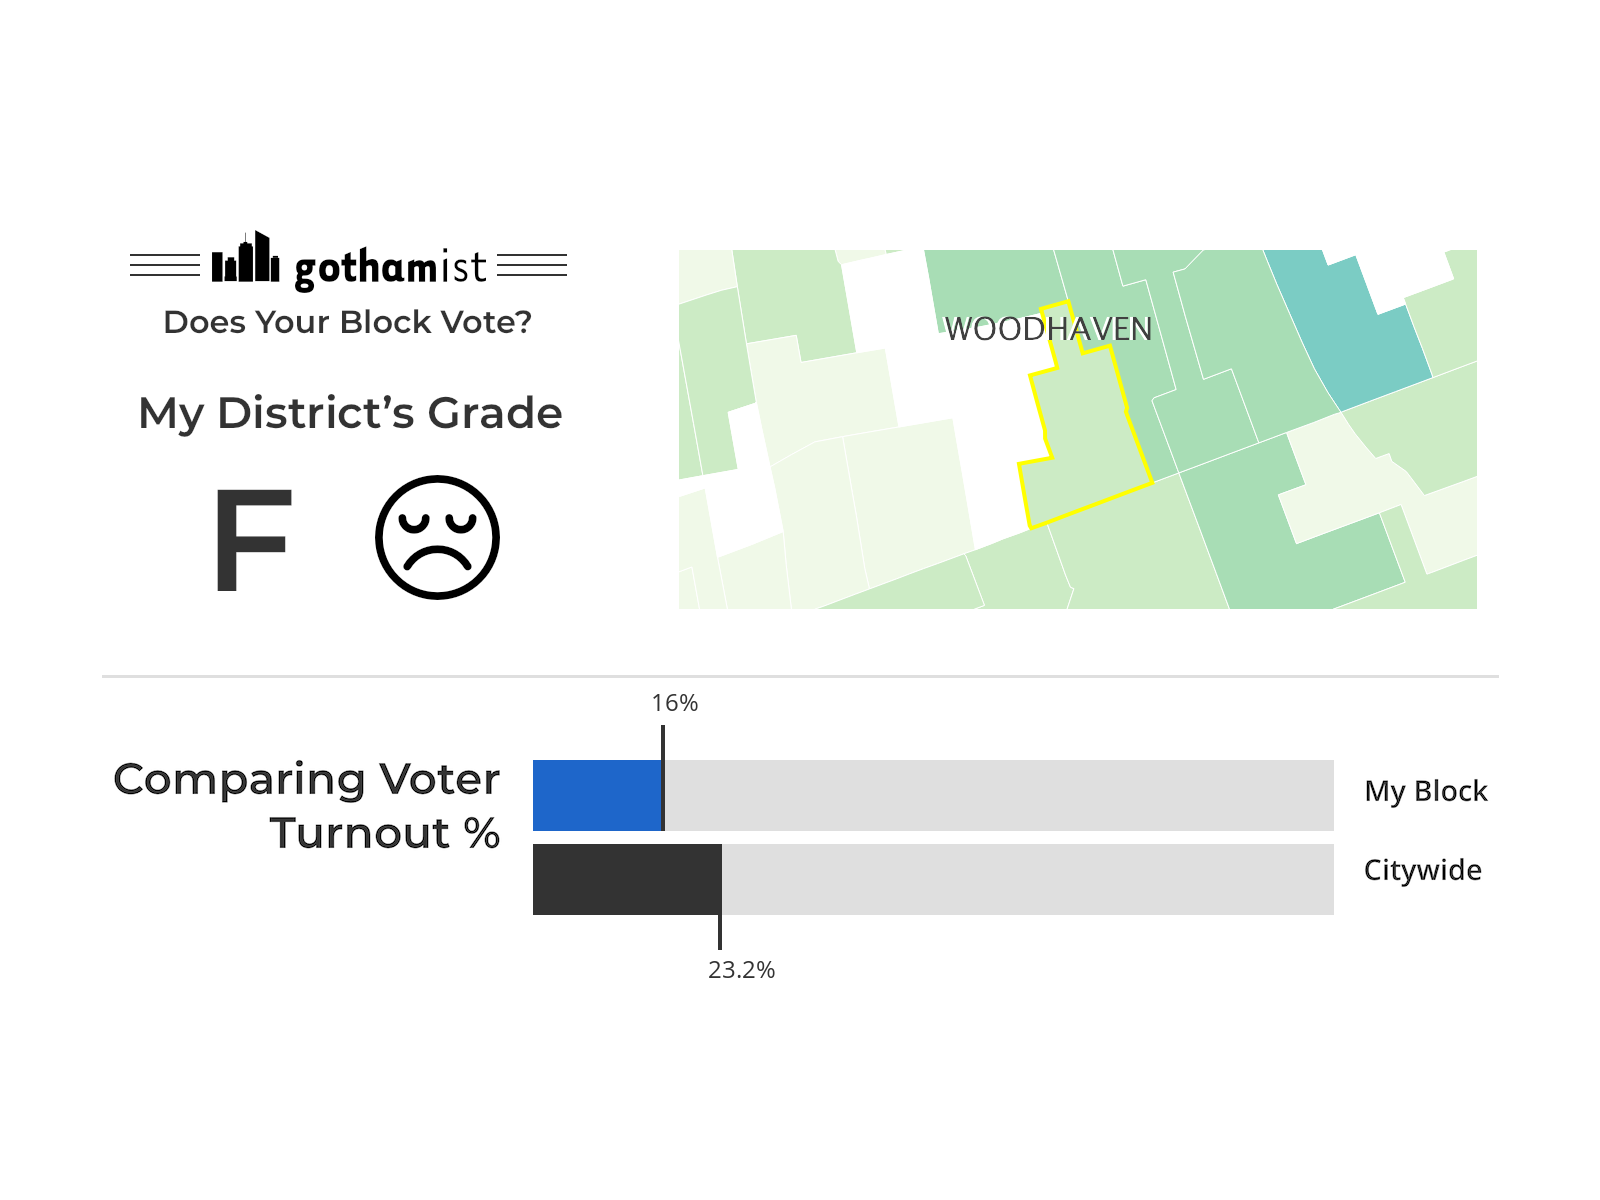 gothamist
Does Your Block Vote?
My District’s Grade
F
WOODHAVEN
16%
Comparing Voter
Turnout %
My Block
Citywide
23.2%